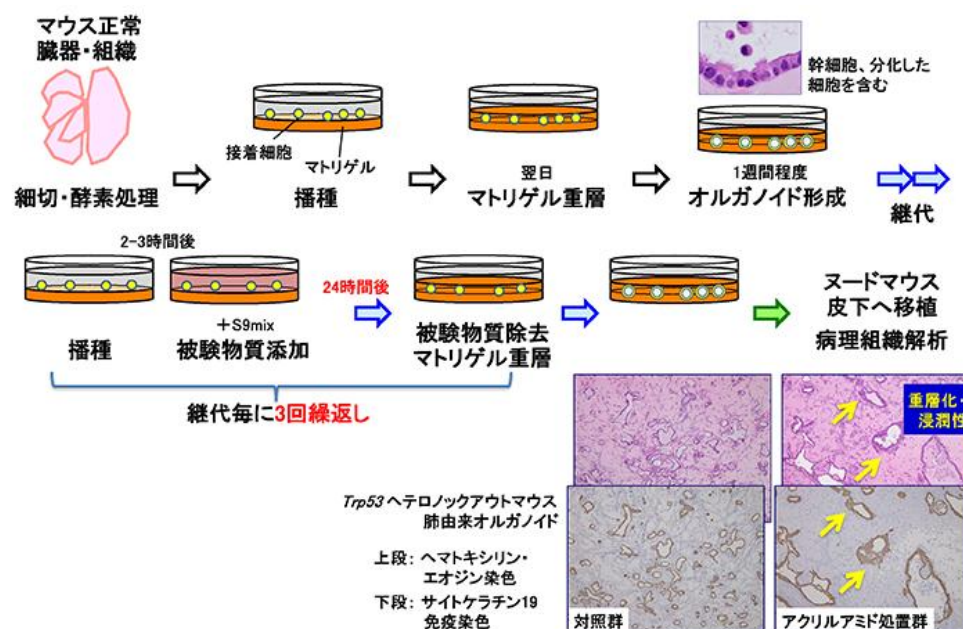 マウス正常
臓器・組織
細切・酵素処理
接着細胞
マトリゲル
播種
翌日
マトリゲル重層
幹細胞、分化した
細胞を含む
1週間程度
オルガノイド形成
継代
2-3時間後
播種
+S9mix
被験物質添加
24時間後
被験物質除去
マトリゲル重層
ヌードマウス
皮下へ移植
病理組織解析
継代毎に3回繰返し
重層化・
浸潤性
Trp53 ヘテロノックアウトマウス
肺由来オルガノイド
上段: ヘマトキシリン・
エオジン染色
下段: サイトケラチン19
免疫染色
対照群
アクリルアミド処置群